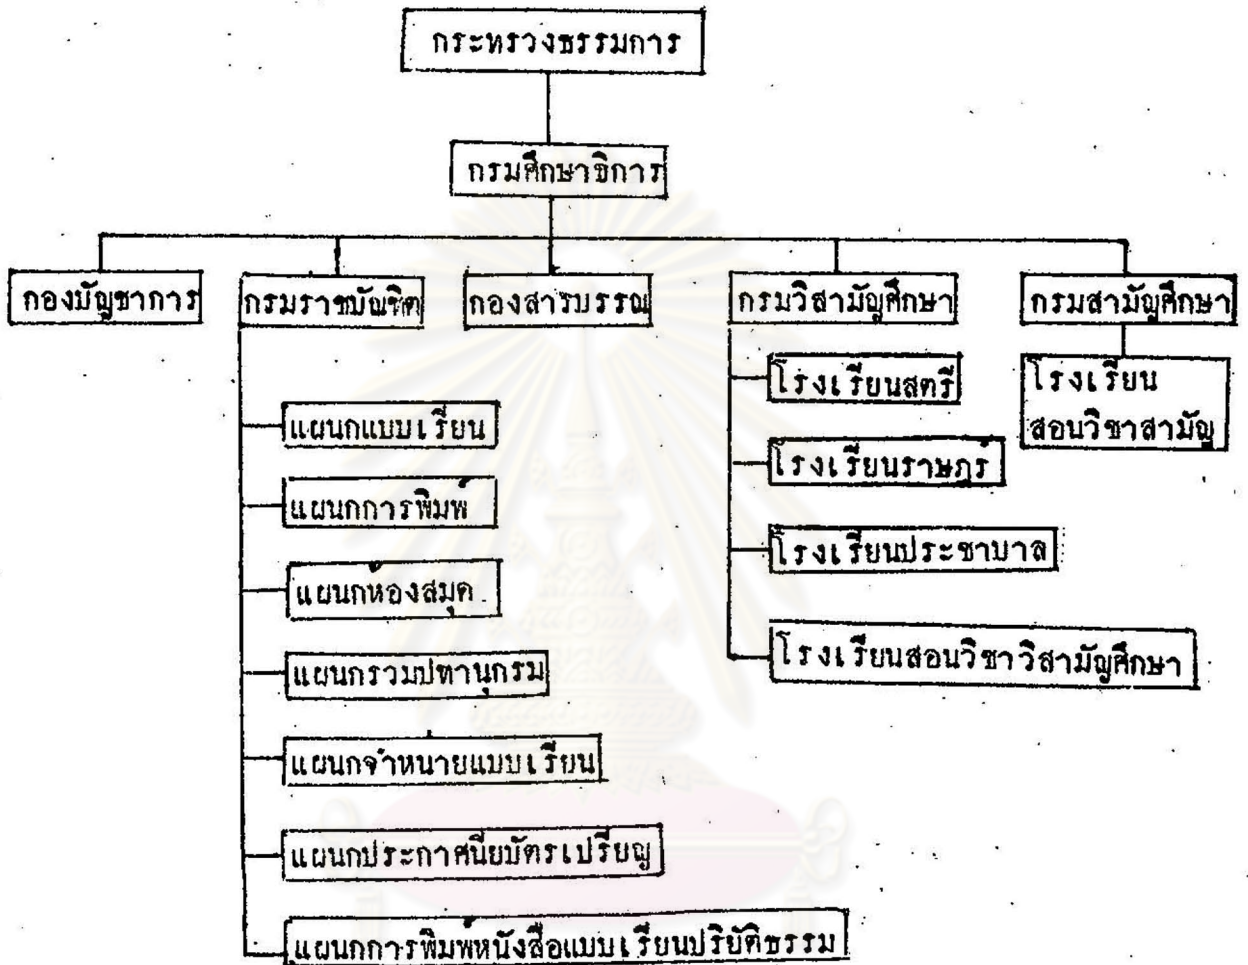 กระทรวงธรรมการ
กรมศึกษาธิการ
กองบัญชาการ
กรมราชบัณฑิต
กองสารบรรณ
กรมวิสามัญศึกษา
กรมสามัญศึกษา
แผนกแบบเรียน
แผนกการพิมพ์
แผนกห้องสมุด
แผนกรวมปทานุกรม
แผนกจำหนายแบบเรียน
แผนกประกาศนียบัตรเปรียญ
แผนกการพิมพ์หนังสือแบบเรียนปริยัติธรรม
โรงเรียนสตรี
โรงเรียนราษฎร์
โรงเรียนประชาบาล
โรงเรียนสอนวิชาวิสามัญศึกษา
โรงเรียน
สอนวิชาสามัญ